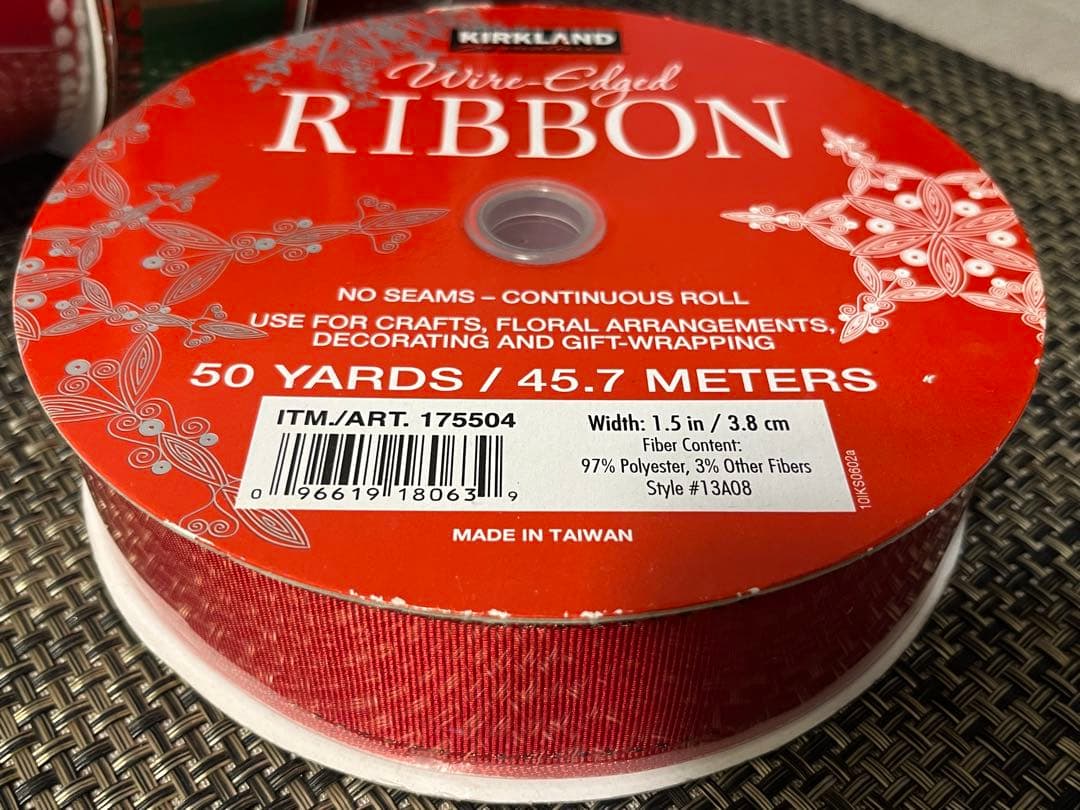 KIRKLAND
Wire-Edged
RIBBON
NO SEAMS – CONTINUOUS ROLL
USE FOR CRAFTS, FLORAL ARRANGEMENTS,
DECORATING AND GIFT-WRAPPING
50 YARDS / 45.7 METERS
ITM./ART. 175504
0 96619 18063 9
Width: 1.5 in / 3.8 cm
Fiber Content:
97% Polyester, 3% Other Fibers
Style #13A08
10IKS0602a
MADE IN TAIWAN